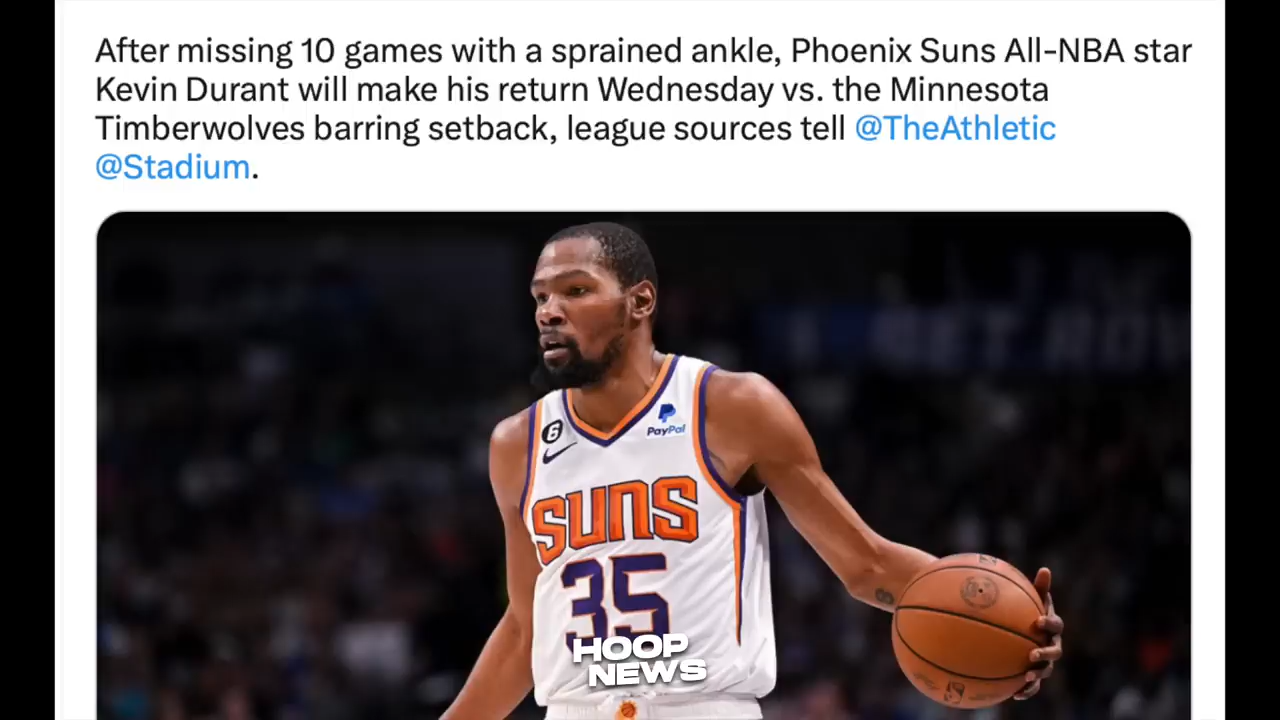 After missing 10 games with a sprained ankle, Phoenix Suns All-NBA star
Kevin Durant will make his return Wednesday vs. the Minnesota
Timberwolves barring setback, league sources tell @TheAthletic
@Stadium.
6
PayPal
SUNS
35
HOOP
NEWS